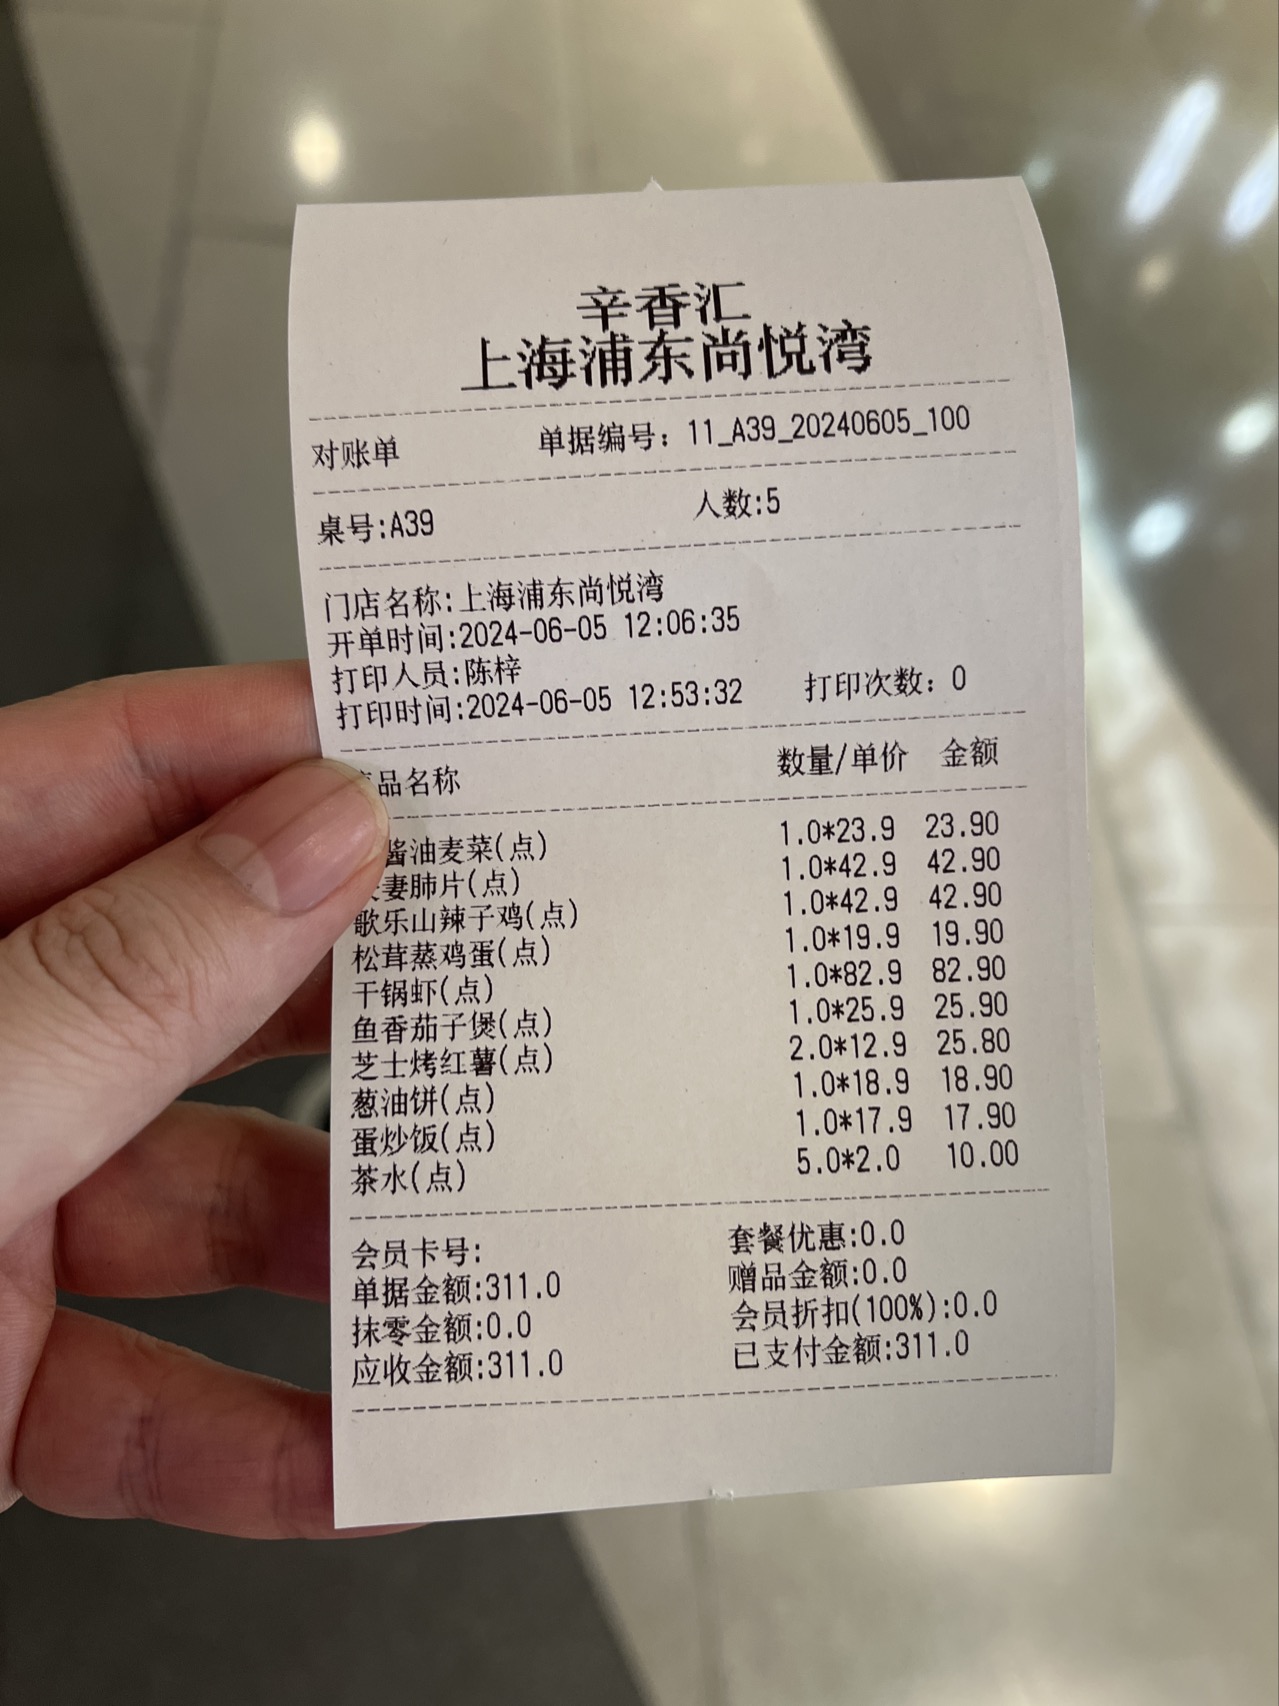 辛香汇
上海浦东尚悦湾
对账单 单据编号：11_A39_20240605_100
桌号:A39 人数:5
门店名称:上海浦东尚悦湾
开单时间:2024-06-05 12:06:35
打印人员:陈梓
打印时间:2024-06-05 12:53:32 打印次数：0
品名称 数量/单价 金额
酱油麦菜(点) 1.0*23.9 23.90
妻肺片(点) 1.0*42.9 42.90
歌乐山辣子鸡(点) 1.0*42.9 42.90
松茸蒸鸡蛋(点) 1.0*19.9 19.90
干锅虾(点) 1.0*82.9 82.90
鱼香茄子煲(点) 1.0*25.9 25.90
芝士烤红薯(点) 2.0*12.9 25.80
葱油饼(点) 1.0*18.9 18.90
蛋炒饭(点) 1.0*17.9 17.90
茶水(点) 5.0*2.0 10.00
会员卡号: 套餐优惠:0.0
单据金额:311.0 赠品金额:0.0
抹零金额:0.0 会员折扣(100%):0.0
应收金额:311.0 已支付金额:311.0